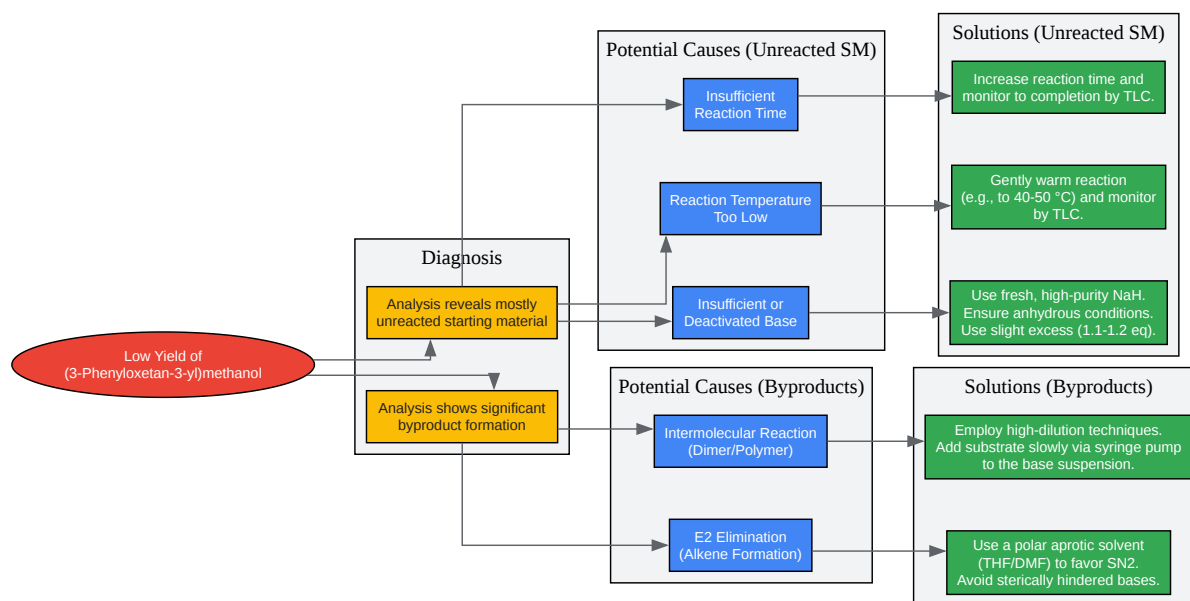 Low Yield of
(3-Phenyloxetan-3-yl)methanol
Diagnosis
Analysis reveals mostly
unreacted starting material
Analysis shows significant
byproduct formation
Potential Causes (Unreacted SM)
Insufficient
Reaction Time
Reaction Temperature
Too Low
Insufficient or
Deactivated Base
Solutions (Unreacted SM)
Increase reaction time and
monitor to completion by TLC.
Gently warm reaction
(e.g., to 40-50 °C) and monitor
by TLC.
Use fresh, high-purity NaH.
Ensure anhydrous conditions.
Use slight excess (1.1-1.2 eq).
Potential Causes (Byproducts)
Intermolecular Reaction
(Dimer/Polymer)
E2 Elimination
(Alkene Formation)
Solutions (Byproducts)
Employ high-dilution techniques.
Add substrate slowly via syringe pump
to the base suspension.
Use a polar aprotic solvent
(THF/DMF) to favor SN2.
Avoid sterically hindered bases.